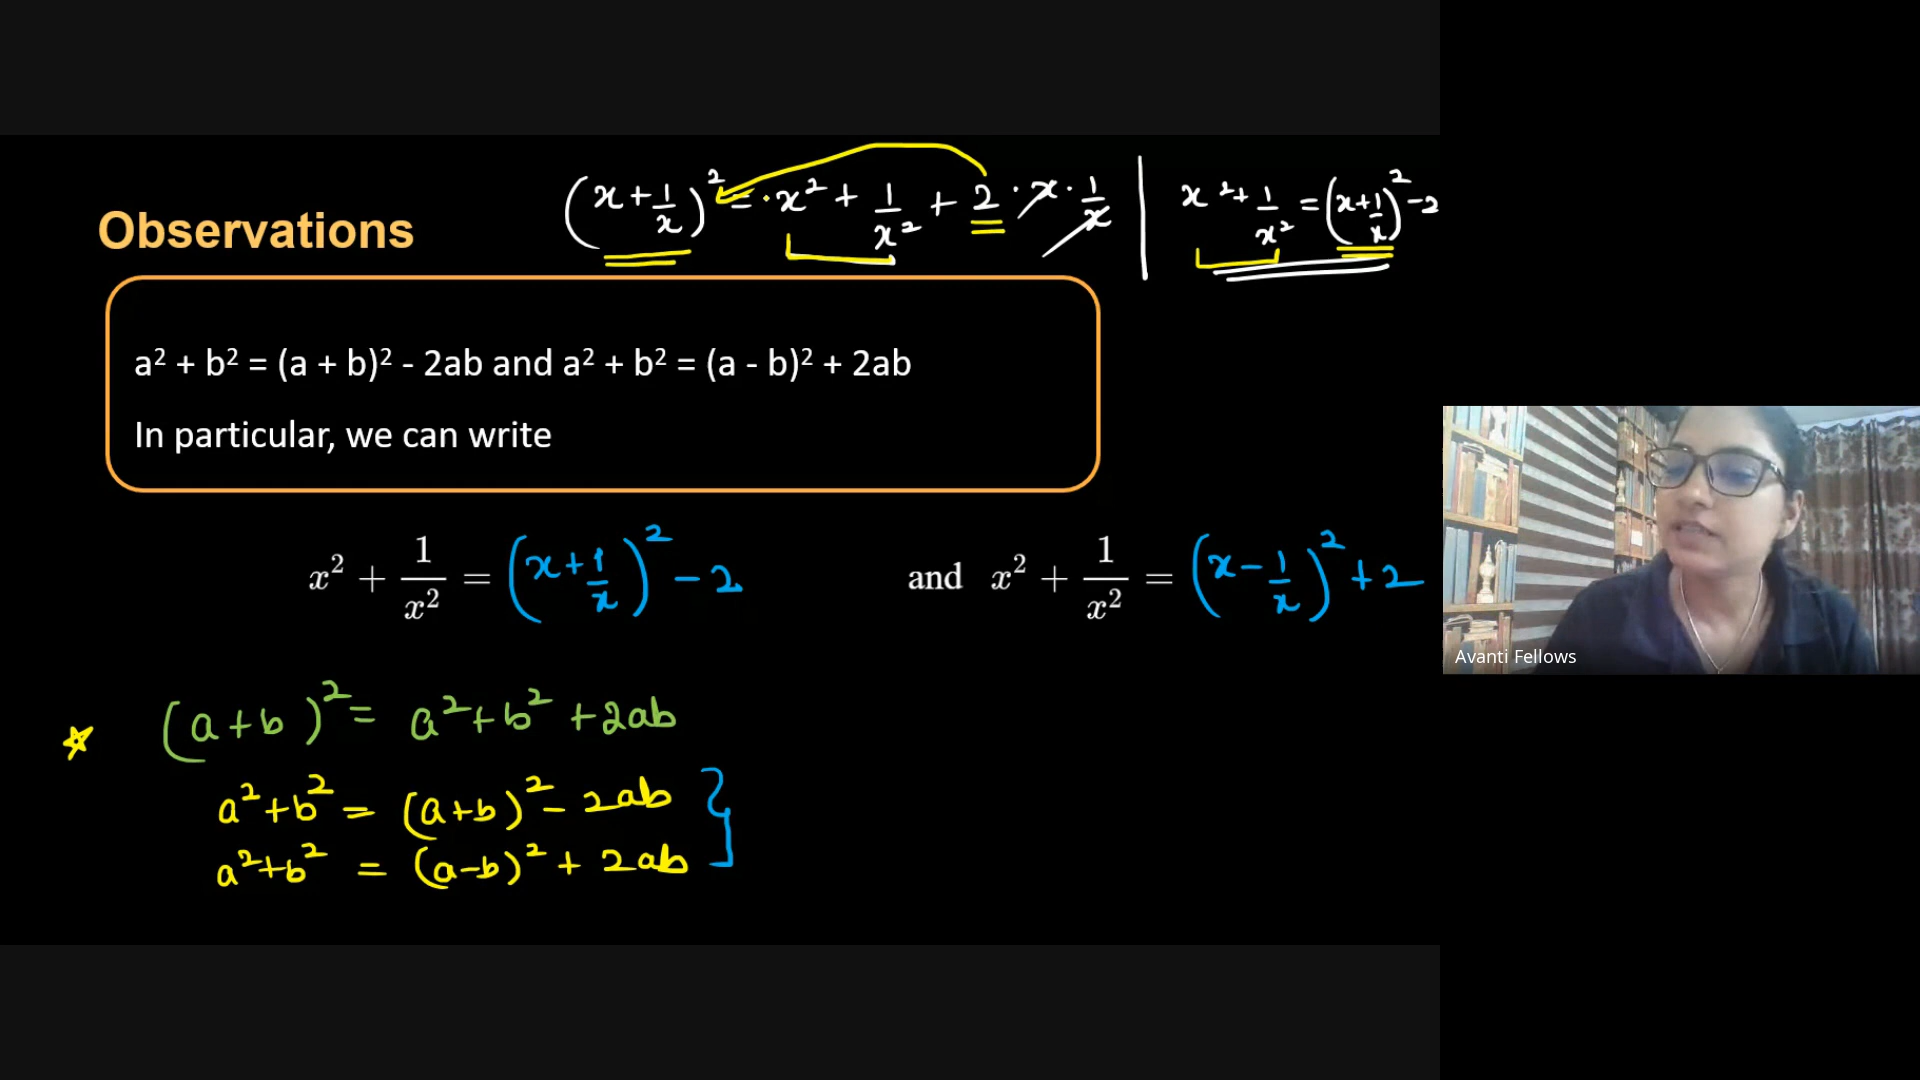 (x + 1/x)² = x² + 1/x² + 2 · x · 1/x | x² + 1/x² = (x + 1/x)² - 2
Observations
a² + b² = (a + b)² - 2ab and a² + b² = (a - b)² + 2ab
In particular, we can write
x² + 1/x² = (x + 1/x)² - 2 and x² + 1/x² = (x - 1/x)² + 2
Avanti Fellows
(a+b)² = a² + b² + 2ab
a² + b² = (a+b)² - 2ab
a² + b² = (a-b)² + 2ab